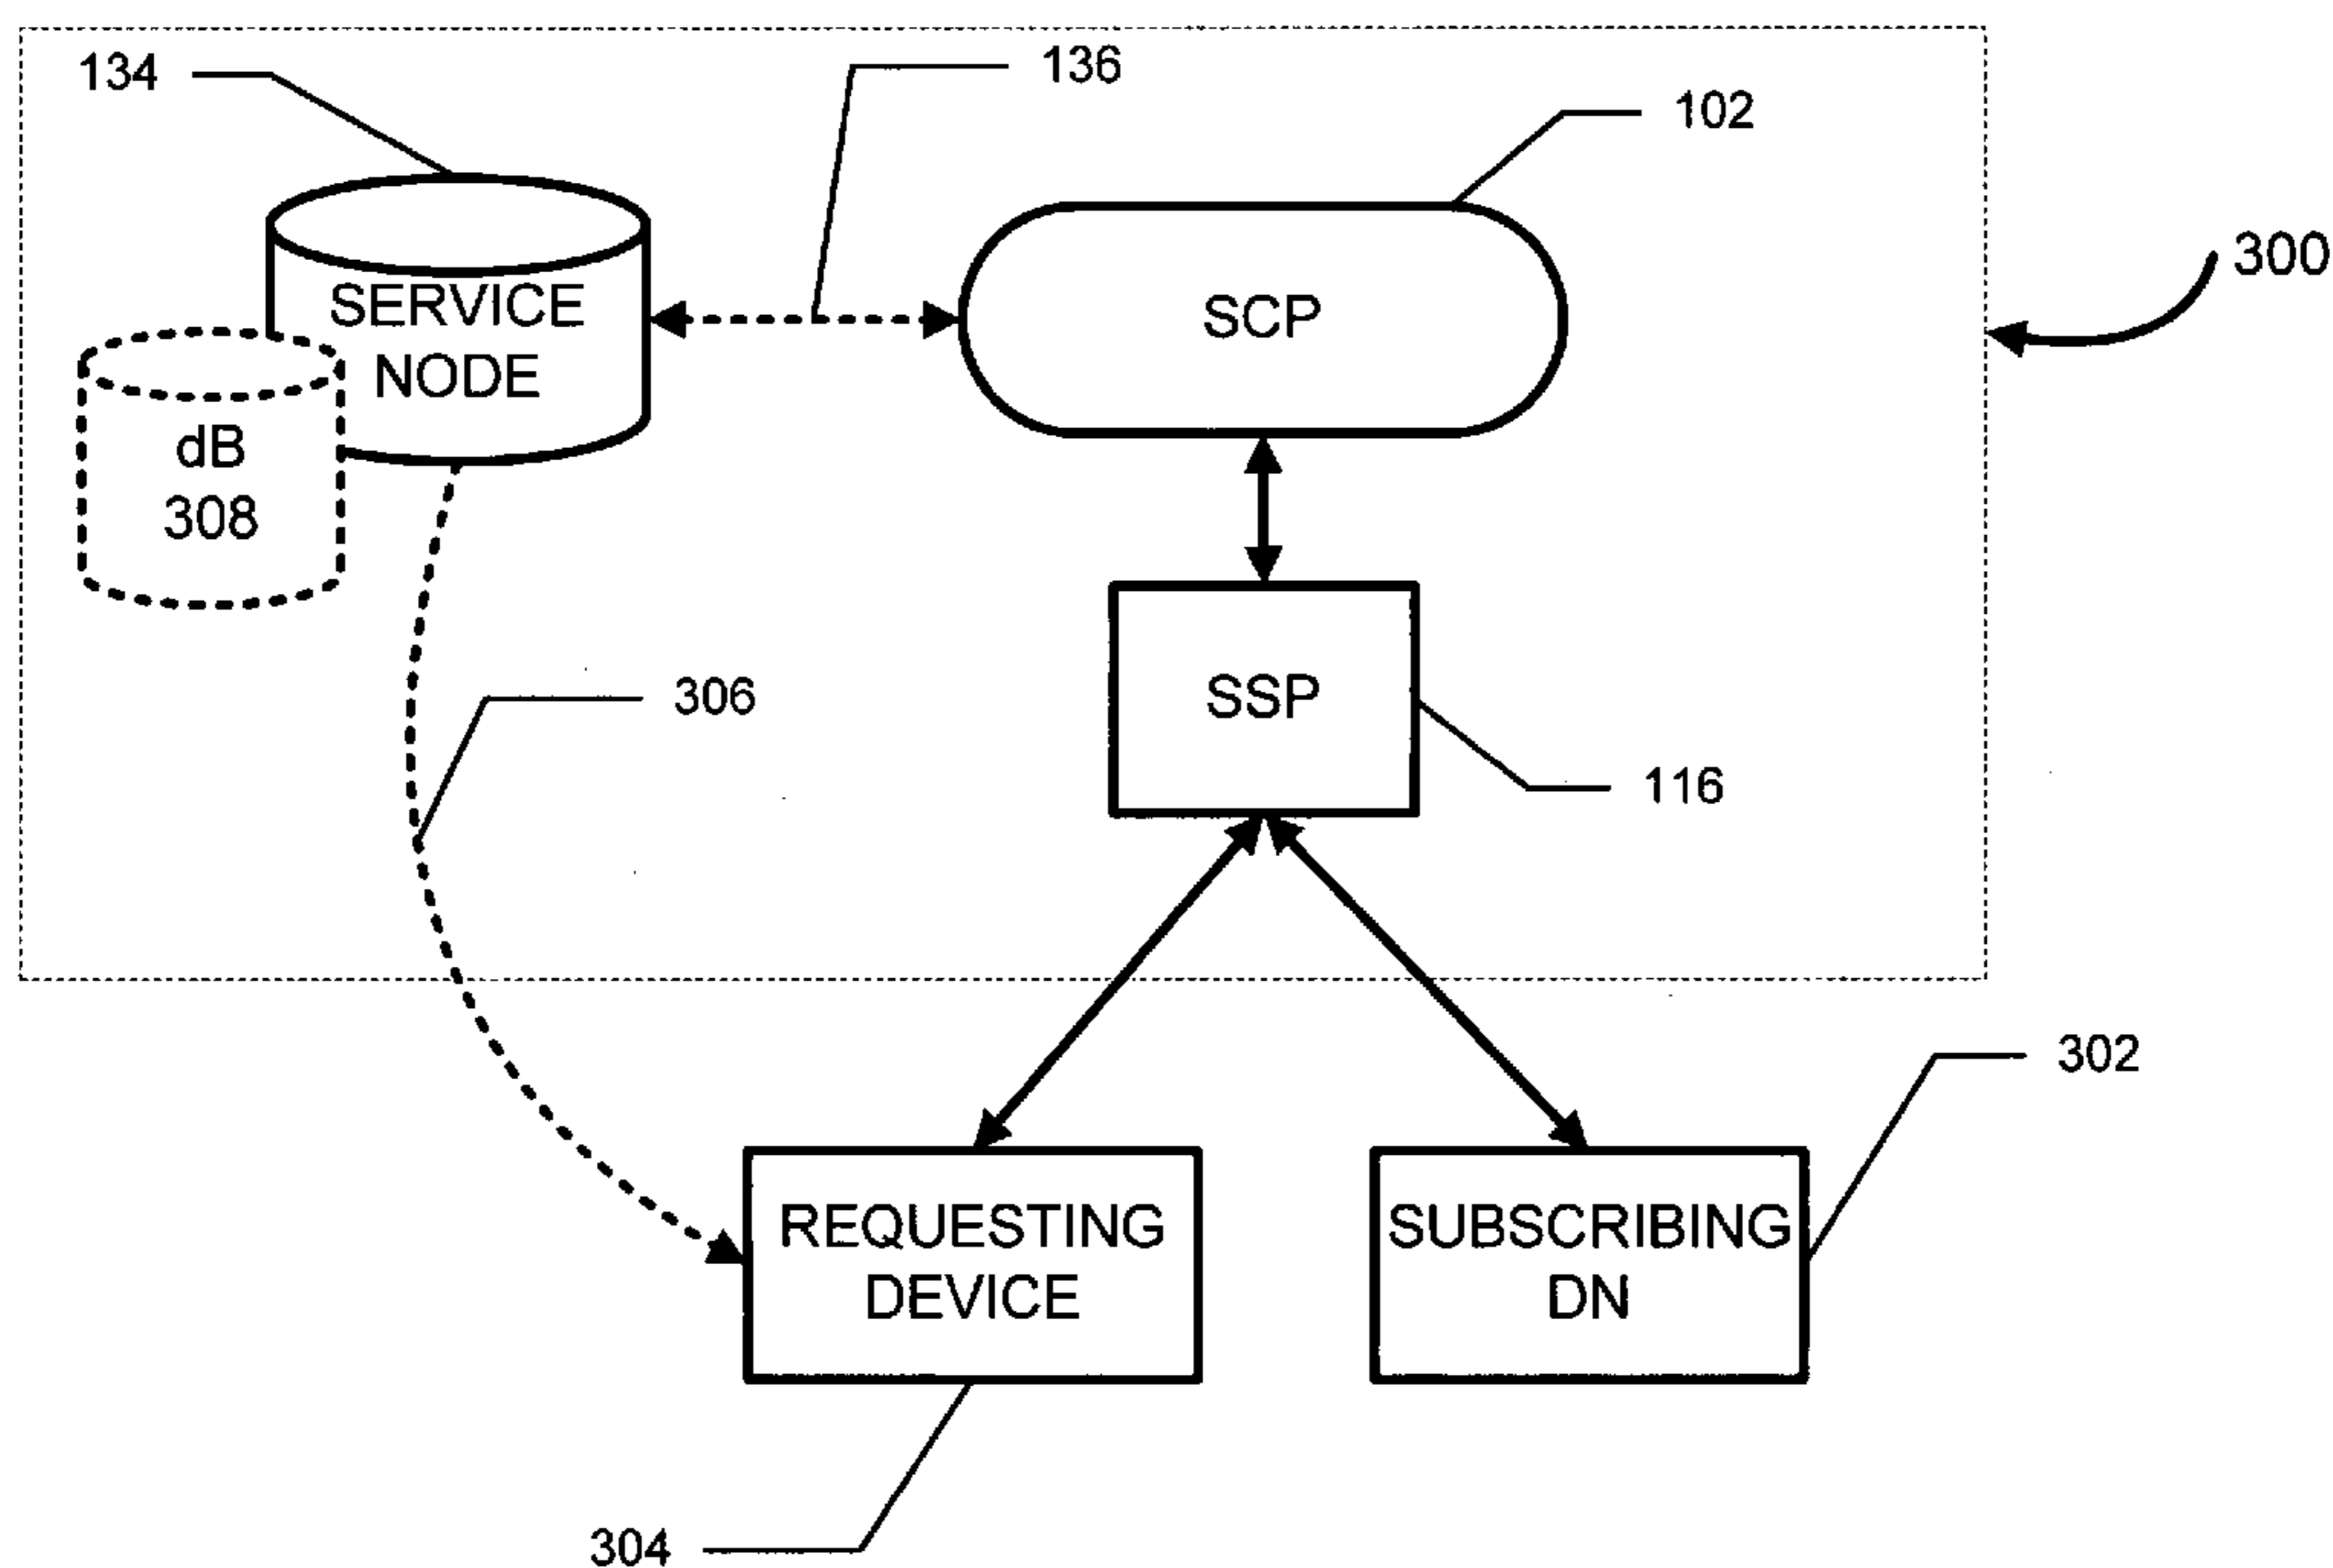 134
136
102
300
SERVICE
NODE
SCP
dB
308
SSP
306
116
302
REQUESTING
DEVICE
SUBSCRIBING
DN
304